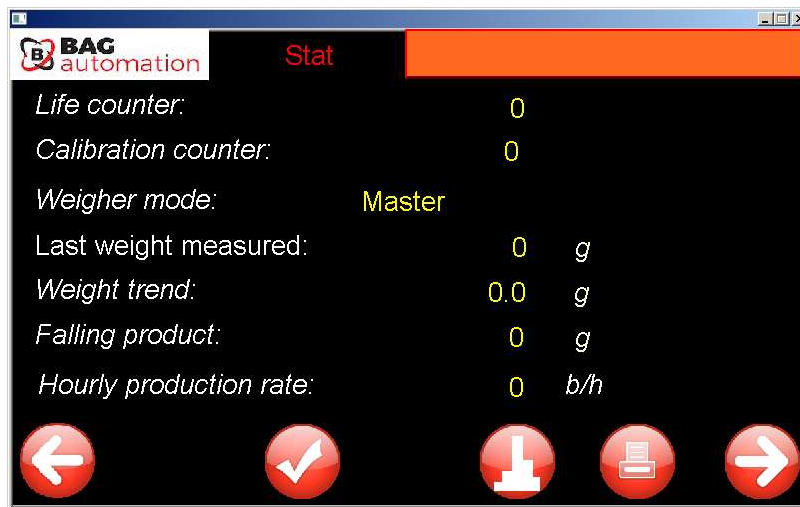 BAG
automation
Stat
Life counter: 0
Calibration counter: 0
Weigher mode: Master
Last weight measured: 0 g
Weight trend: 0.0 g
Falling product: 0 g
Hourly production rate: 0 b/h